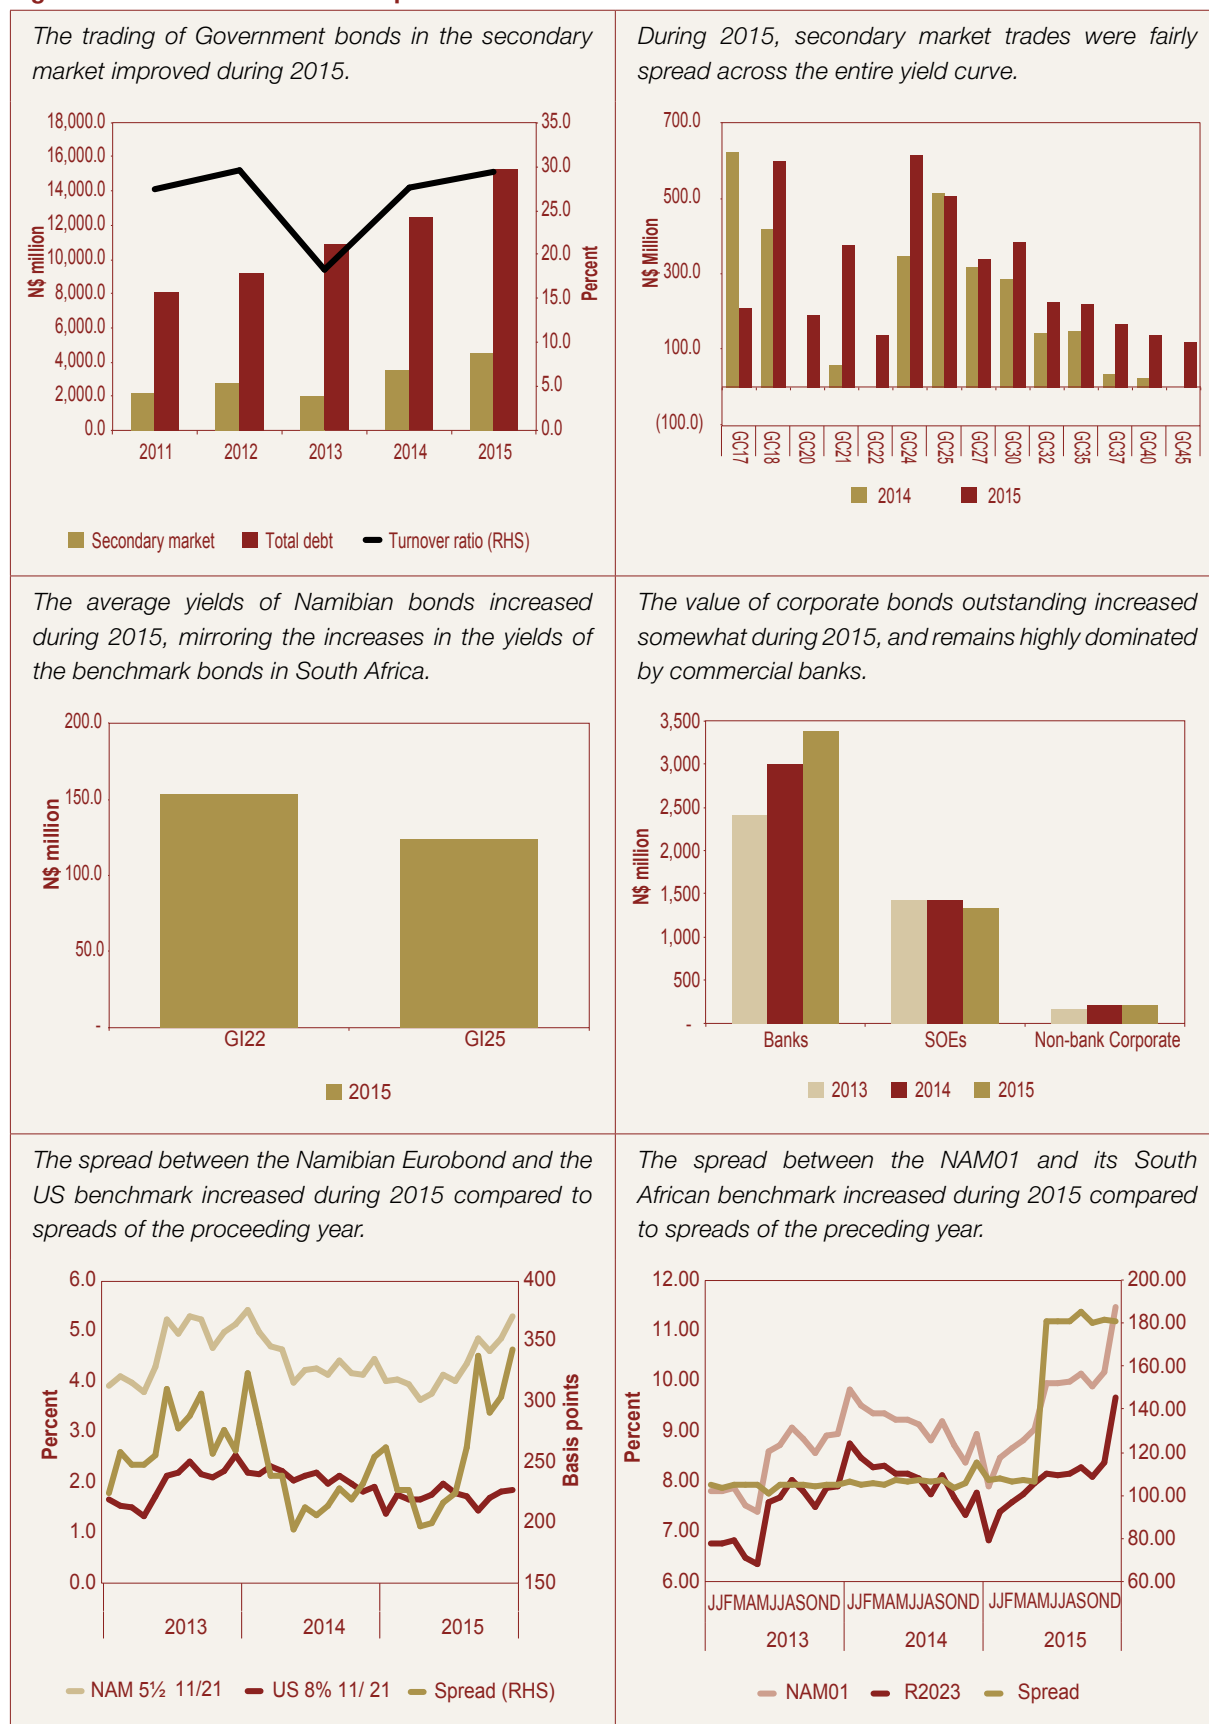 The trading of Government bonds in the secondary
market improved during 2015.
18,000.0
16,000.0
14,000.0
12,000.0
10,000.0
8,000.0
6,000.0
4,000.0
2,000.0
0.0
N$ million
35.0
30.0
25.0
20.0
15.0
10.0
5.0
0.0
Percent
2011 2012 2013 2014 2015
Secondary market Total debt Turnover ratio (RHS)
During 2015, secondary market trades were fairly
spread across the entire yield curve.
700.0
500.0
300.0
100.0
(100.0)
N$ Million
GC17 GC18 GC20 GC21 GC22 GC24 GC25 GC27 GC30 GC32 GC35 GC37 GC40 GC45
2014 2015
The average yields of Namibian bonds increased
during 2015, mirroring the increases in the yields of
the benchmark bonds in South Africa.
200.0
150.0
100.0
50.0
-
N$ million
GI22 GI25
2015
The value of corporate bonds outstanding increased
somewhat during 2015, and remains highly dominated
by commercial banks.
3,500
3,000
2,500
2,000
1,500
1,000
500
-
N$ million
Banks SOEs Non-bank Corporate
2013 2014 2015
The spread between the Namibian Eurobond and the
US benchmark increased during 2015 compared to
spreads of the proceeding year.
6.0
5.0
4.0
3.0
2.0
1.0
0.0
Percent
400
350
300
250
200
150
Basis points
2013 2014 2015
NAM 5½ 11/21 US 8% 11/ 21 Spread (RHS)
The spread between the NAM01 and its South
African benchmark increased during 2015 compared
to spreads of the preceding year.
12.00
11.00
10.00
9.00
8.00
7.00
6.00
Percent
200.00
180.00
160.00
140.00
120.00
100.00
80.00
60.00
JJFMAMJJASOND JJFMAMJJASOND JJFMAMJJASOND
2013 2014 2015
NAM01 R2023 Spread